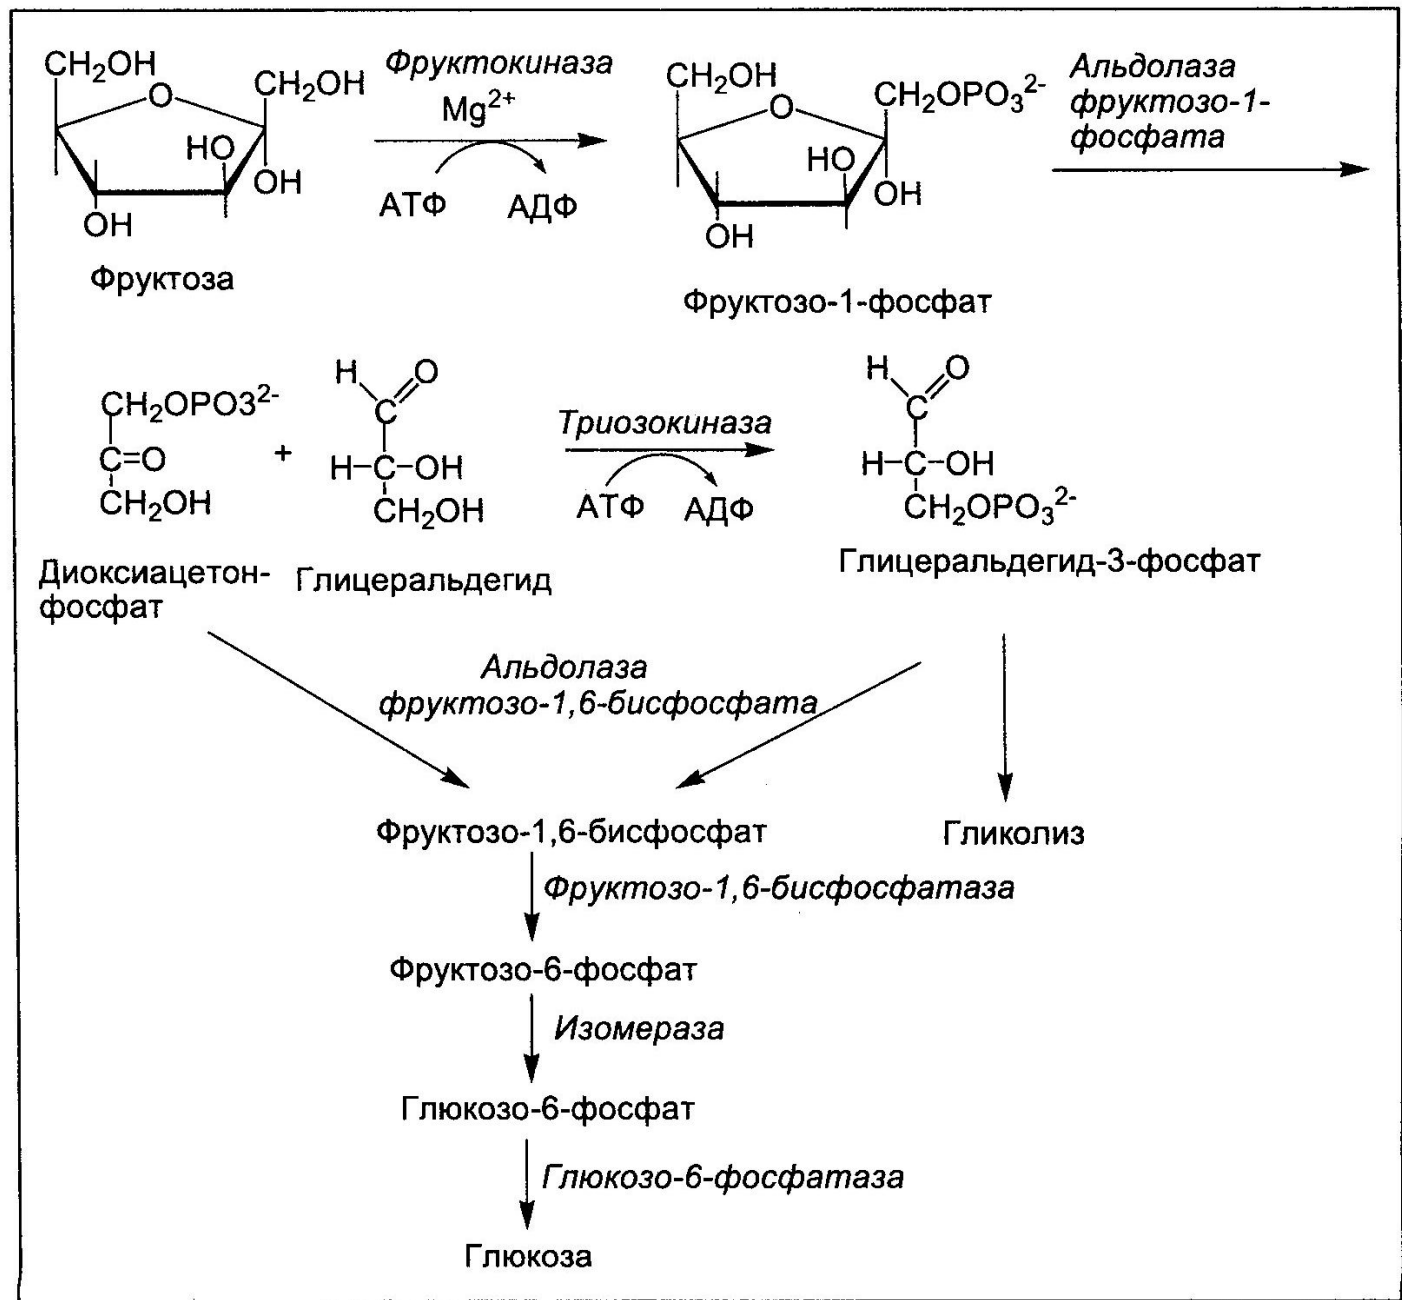 CH₂OH
O
CH₂OH
HO
OH
OH
Фруктоза
Фруктокиназа
Mg²⁺
АТФ АДФ
CH₂OH
O
CH₂OPO₃²⁻
HO
OH
OH
Фруктозо-1-фосфат
Альдолаза
фруктозо-1-
фосфата
CH₂OPO3²⁻
C=O
CH₂OH
Диоксиацетон-
фосфат
+
H O
C
H–C–OH
CH₂OH
Глицеральдегид
Триозокиназа
АТФ АДФ
H O
C
H–C–OH
CH₂OPO₃²⁻
Глицеральдегид-3-фосфат
Альдолаза
фруктозо-1,6-бисфосфата
Фруктозо-1,6-бисфосфат
Гликолиз
Фруктозо-1,6-бисфосфатаза
Фруктозо-6-фосфат
Изомераза
Глюкозо-6-фосфат
Глюкозо-6-фосфатаза
Глюкоза